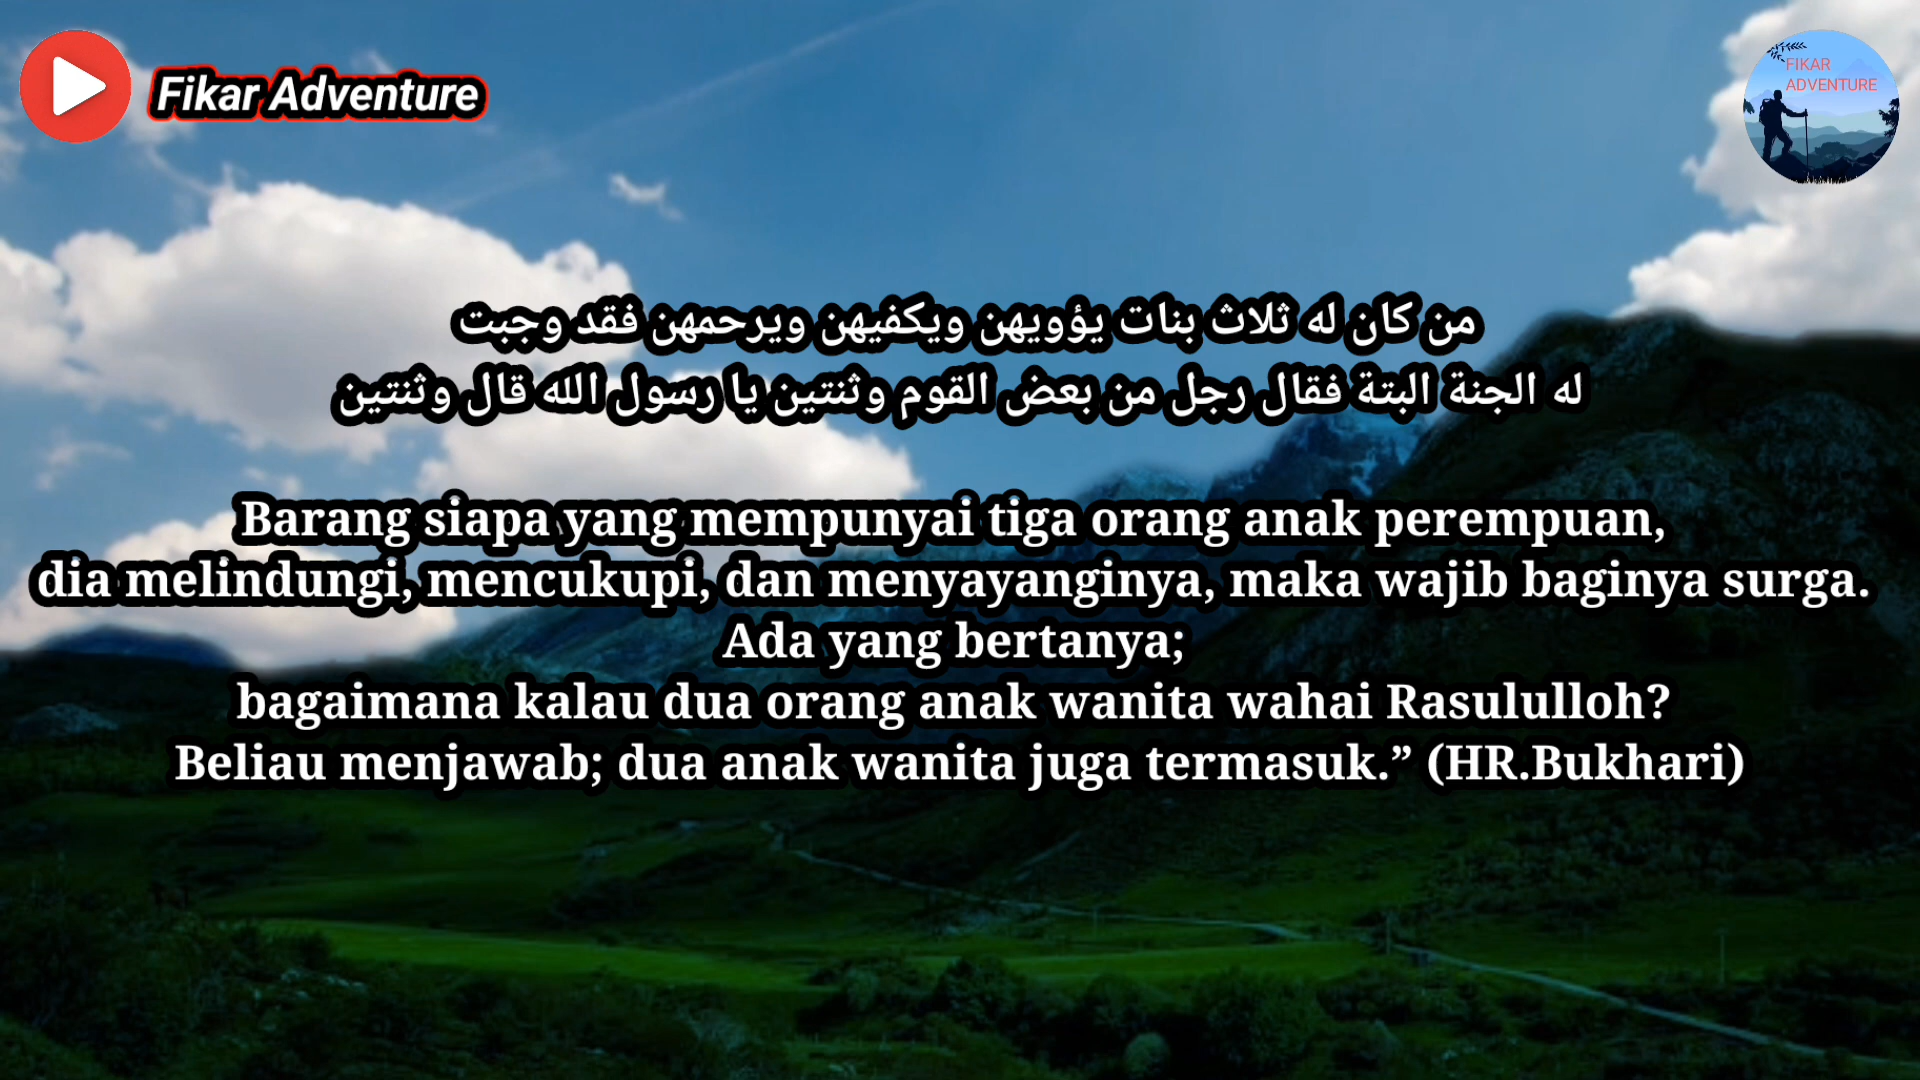 Fikar Adventure
FIKAR
ADVENTURE
من كان له ثلاث بنات يؤويهن ويكفيهن ويرحمهن فقد وجبت
له الجنة البتة فقال رجل من بعض القوم وثنتين يا رسول الله قال وثنتين
Barang siapa yang mempunyai tiga orang anak perempuan,
dia melindungi, mencukupi, dan menyayanginya, maka wajib baginya surga.
Ada yang bertanya;
bagaimana kalau dua orang anak wanita wahai Rasululloh?
Beliau menjawab; dua anak wanita juga termasuk.” (HR.Bukhari)